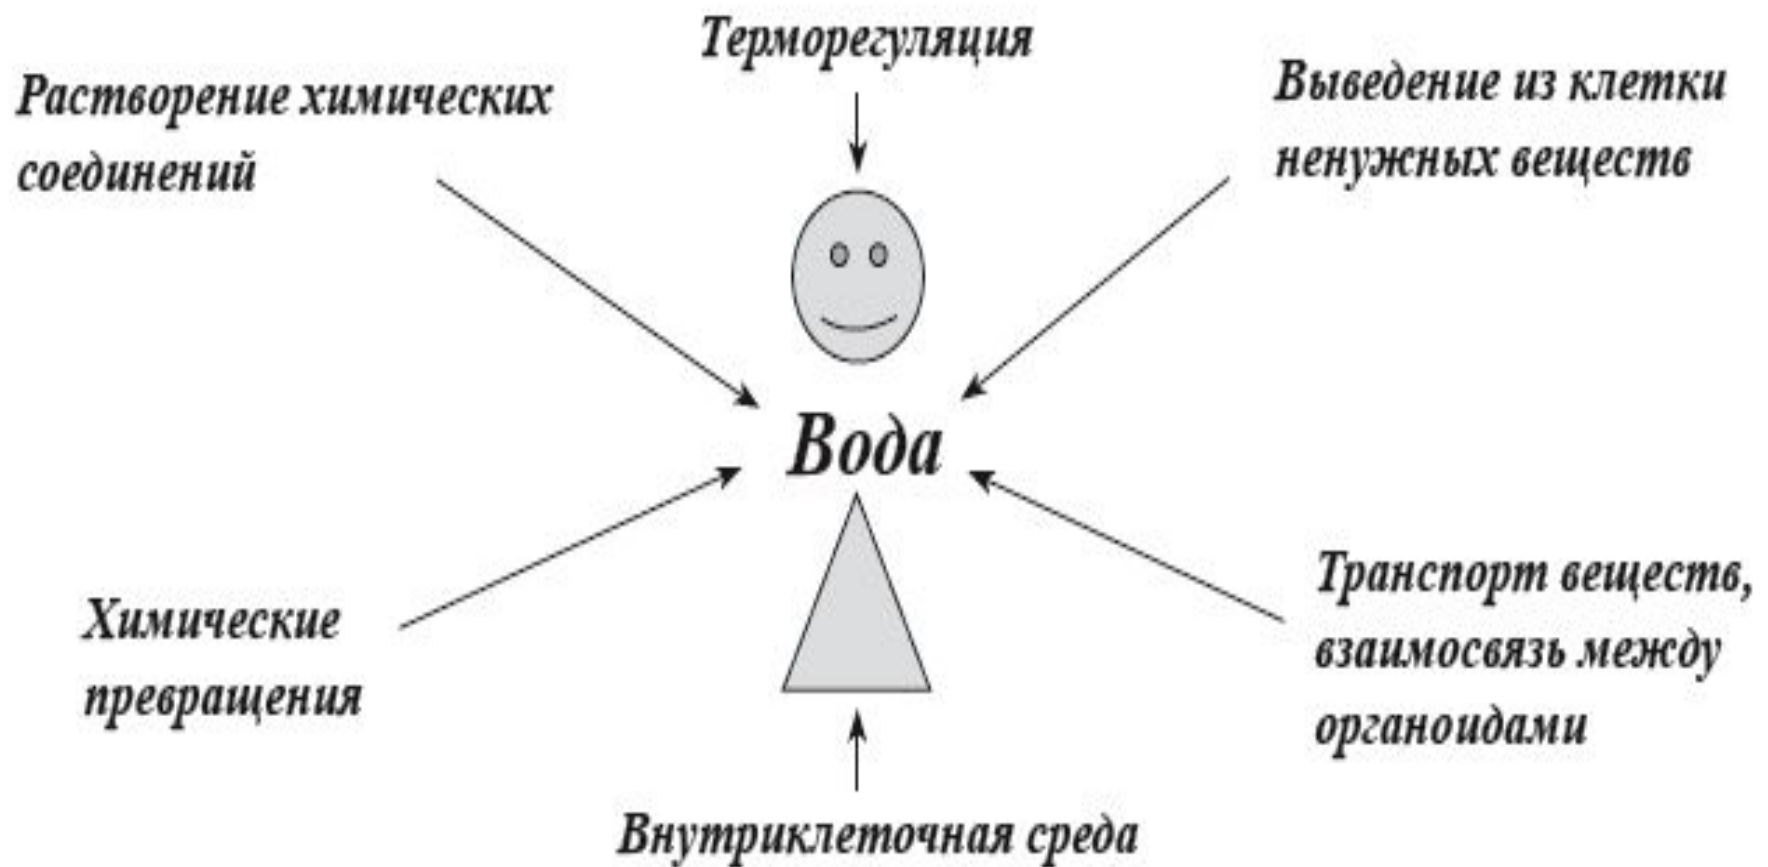 Терморегуляция
Растворение химических
соединений
Выведение из клетки
ненужных веществ
Вода
Химические
превращения
Транспорт веществ,
взаимосвязь между
органоидами
Внутриклеточная среда